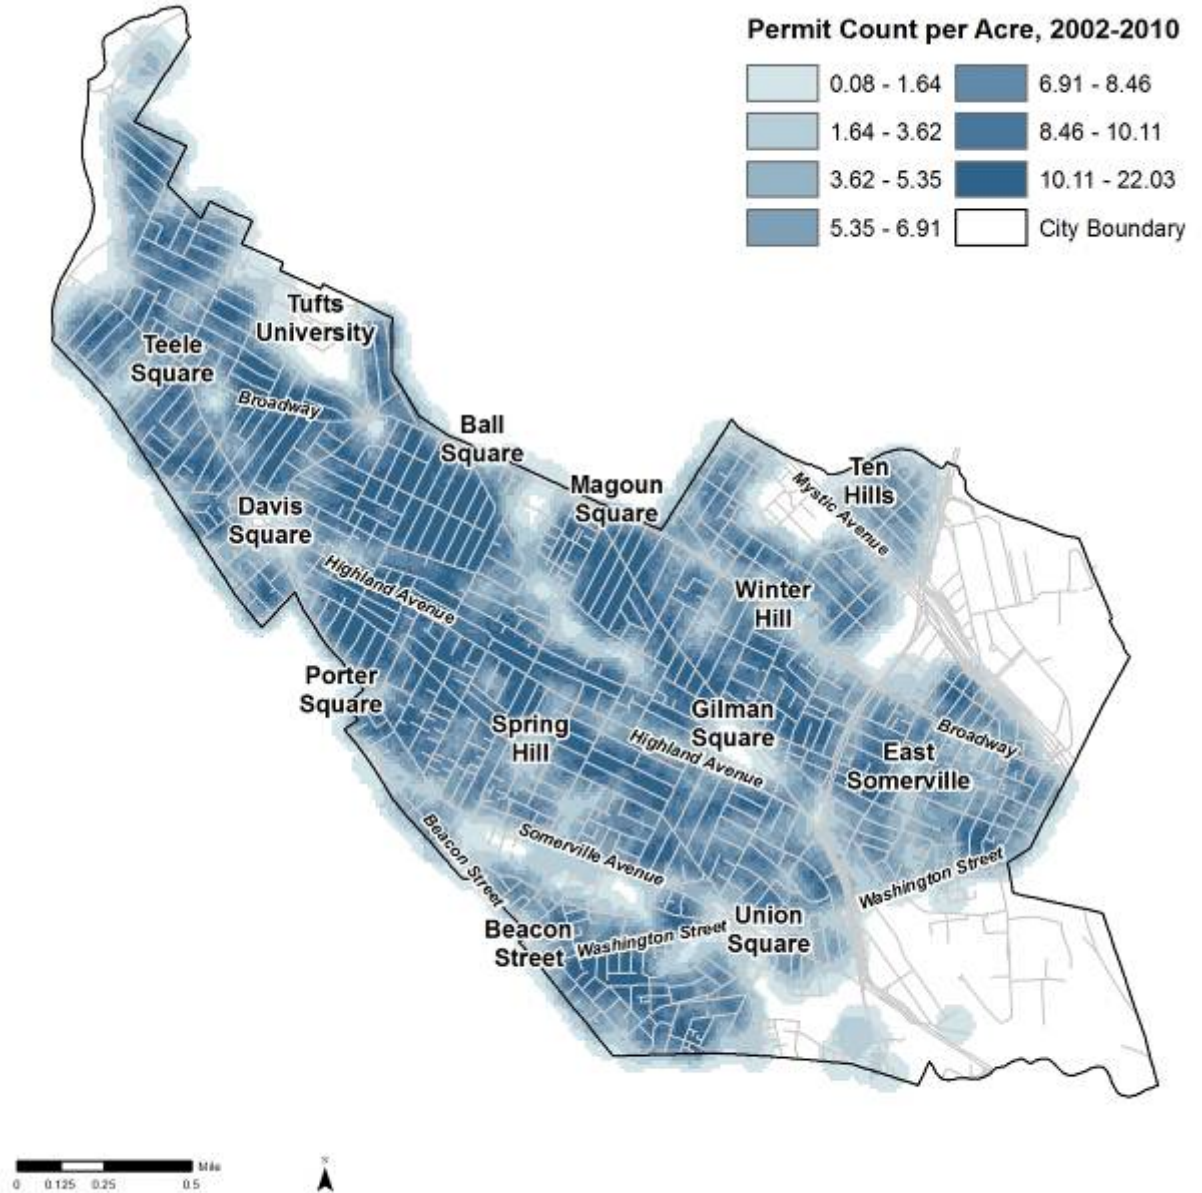 Permit Count per Acre, 2002-2010
0.08 - 1.64
6.91 - 8.46
1.64 - 3.62
8.46 - 10.11
3.62 - 5.35
10.11 - 22.03
5.35 - 6.91
City Boundary
Tufts
University
Teele
Square
Broadway
Ball
Square
Magoun
Square
Ten
Hills
Mystic Avenue
Davis
Square
Highland Avenue
Winter
Hill
Porter
Square
Spring
Hill
Gilman
Square
Highland Avenue
Broadway
East
Somerville
Beacon Street
Somerville Avenue
Washington Street
Beacon
Street
Washington Street
Union
Square
Mile
0 0.125 0.25 0.5
N